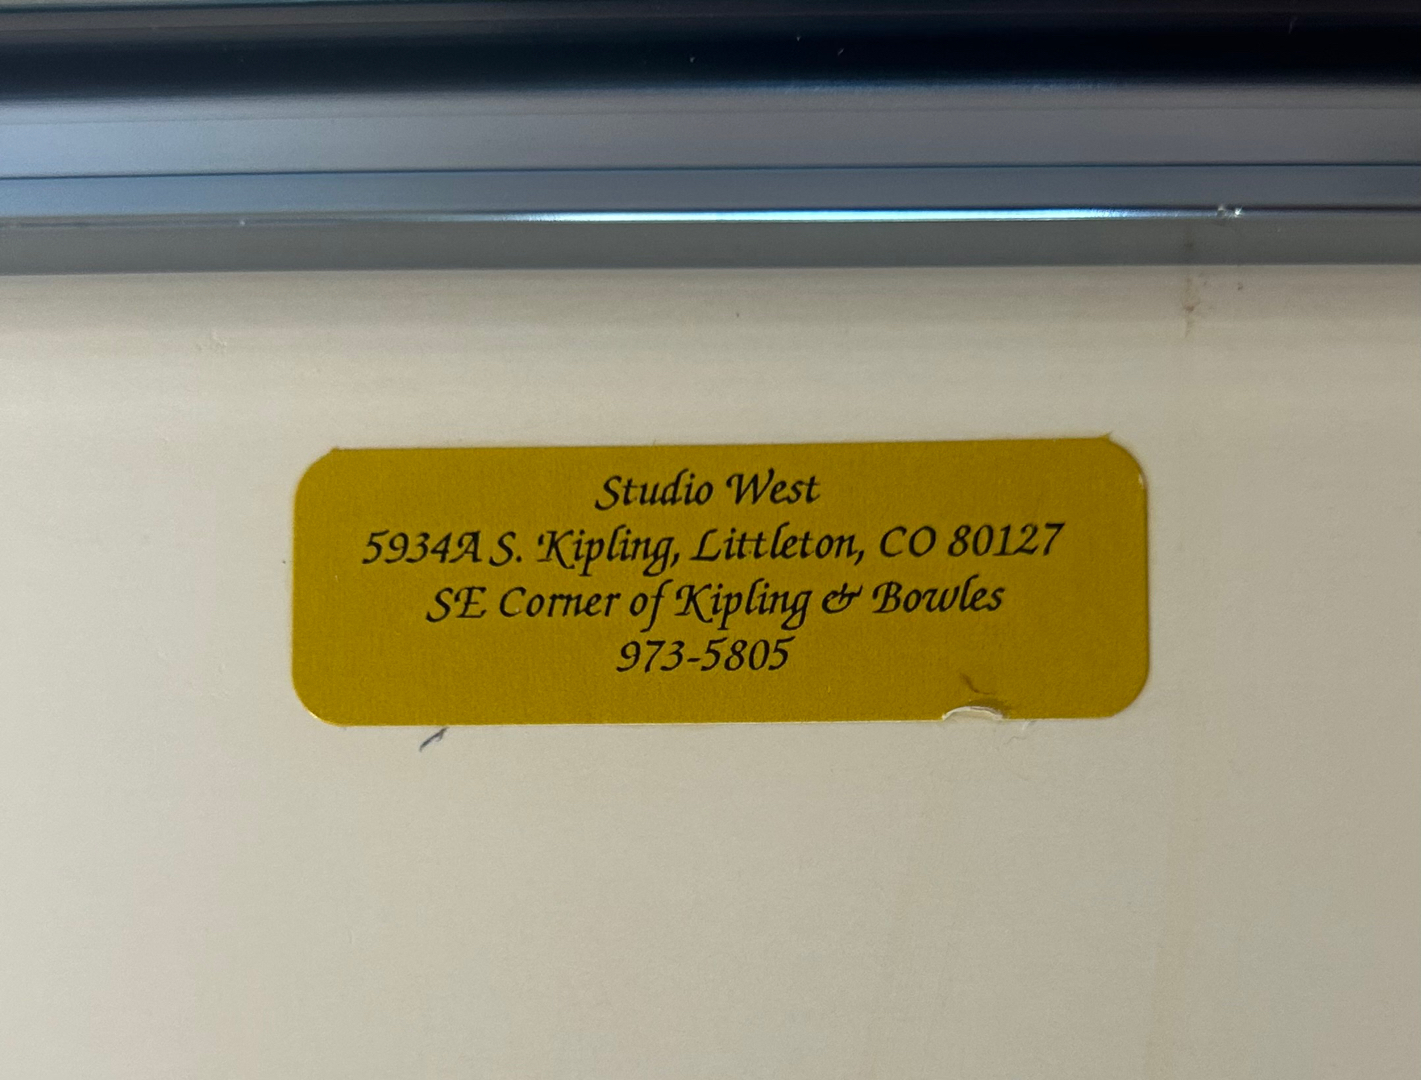 Studio West
5934A S. Kipling, Littleton, CO 80127
SE Corner of Kipling & Bowles
973-5805